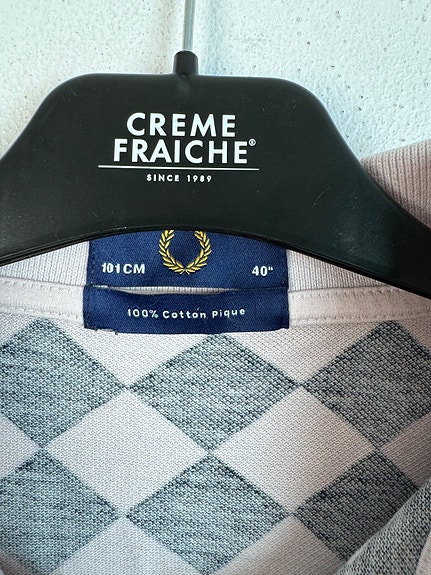 CREME
FRAICHE®
SINCE 1989
101CM 40"
100% Cotton Pique